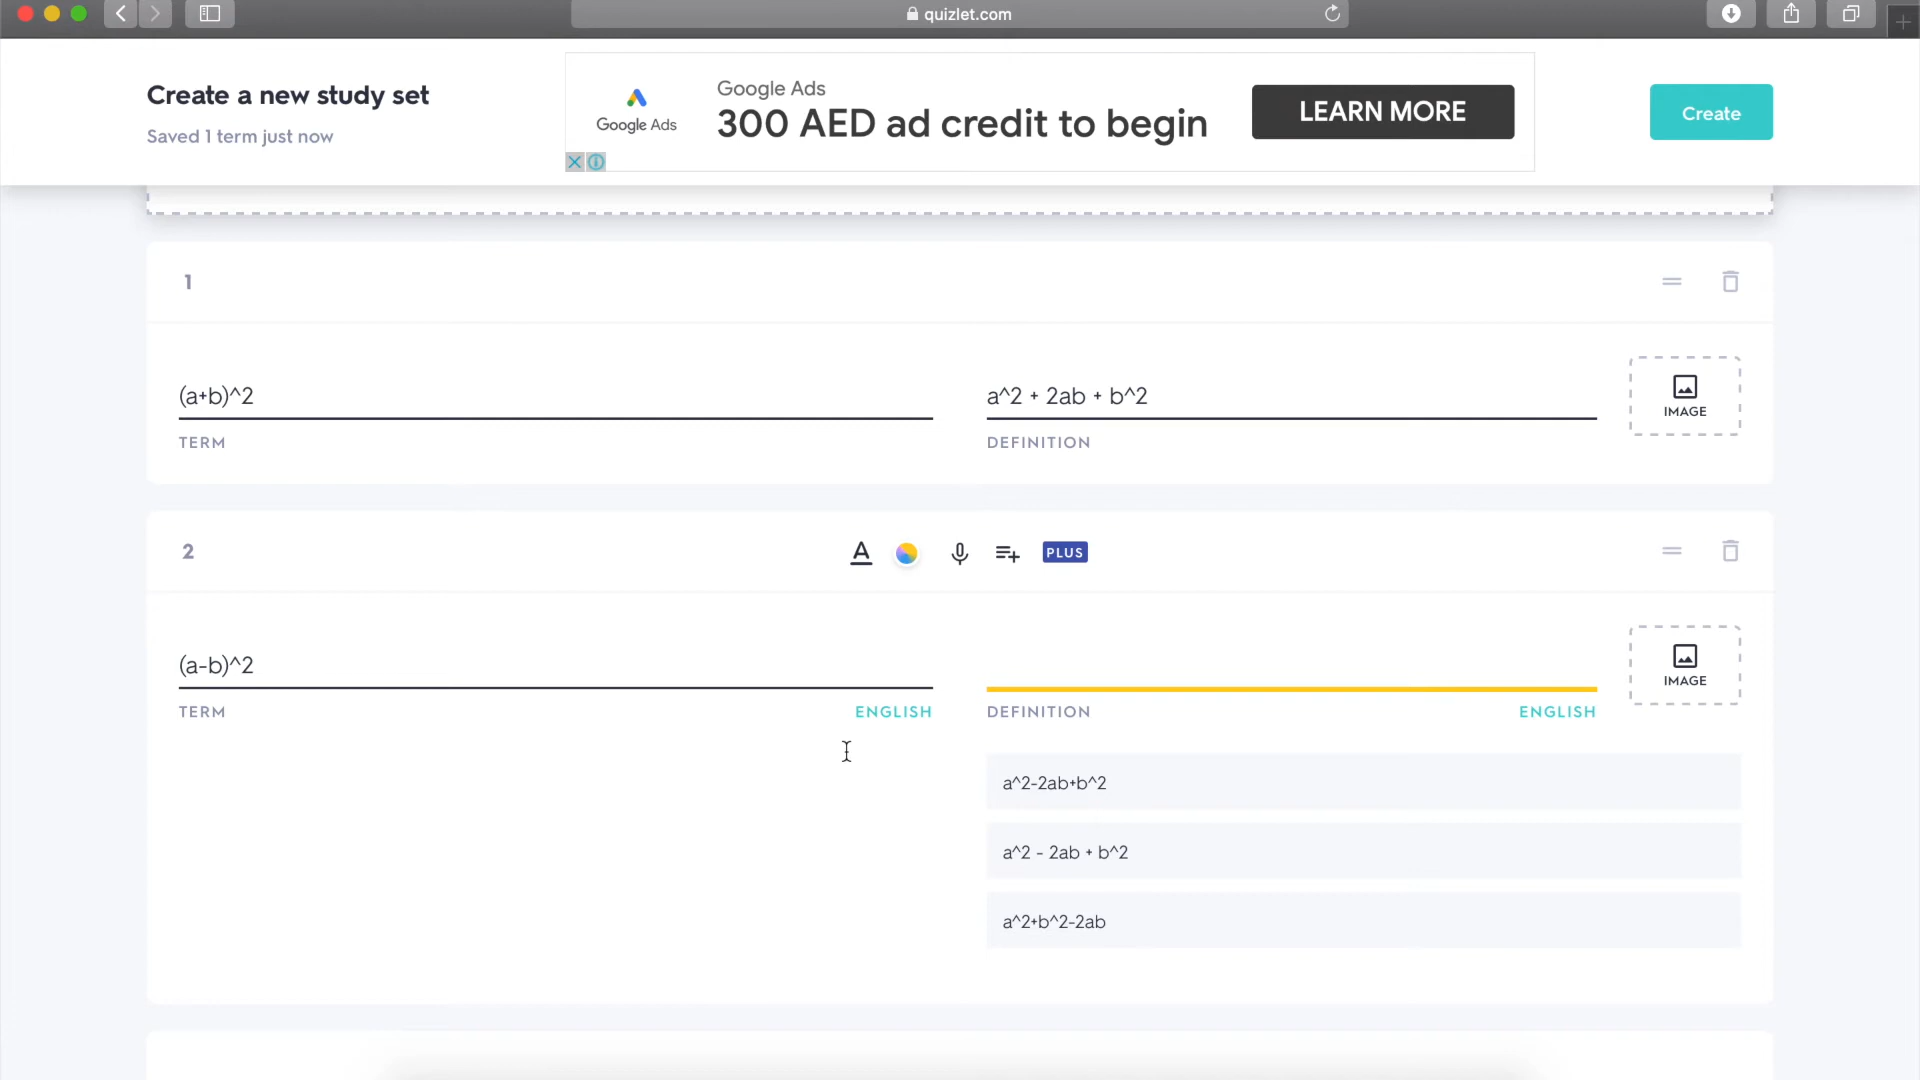 quizlet.com
Create a new study set
Saved 1 term just now
Google Ads
Google Ads
300 AED ad credit to begin
LEARN MORE
Create
1
(a+b)^2
a^2 + 2ab + b^2
TERM
DEFINITION
IMAGE
2
A
PLUS
(a-b)^2
TERM
ENGLISH
DEFINITION
ENGLISH
IMAGE
a^2-2ab+b^2
a^2 - 2ab + b^2
a^2+b^2-2ab